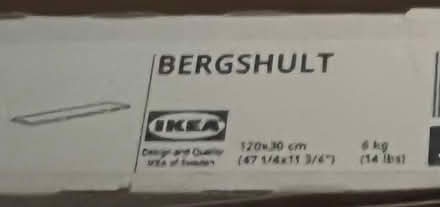 BERGSHULT
IKEA
Design and Quality
IKEA of Sweden
120x30 cm
(47 1/4x11 3/4")
6 kg
(14 lbs)